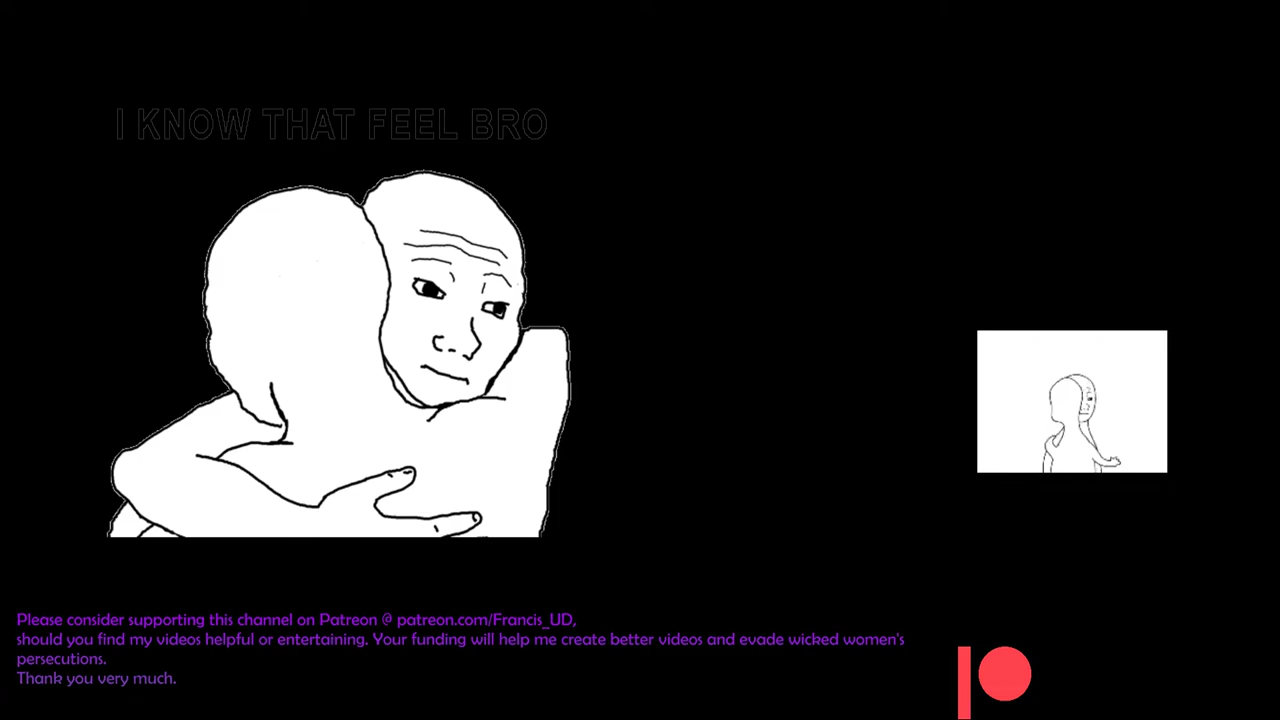 I KNOW THAT FEEL BRO
Please consider supporting this channel on Patreon @ patreon.com/Francis_UD,
should you find my videos helpful or entertaining. Your funding will help me create better videos and evade wicked women's
persecutions.
Thank you very much.